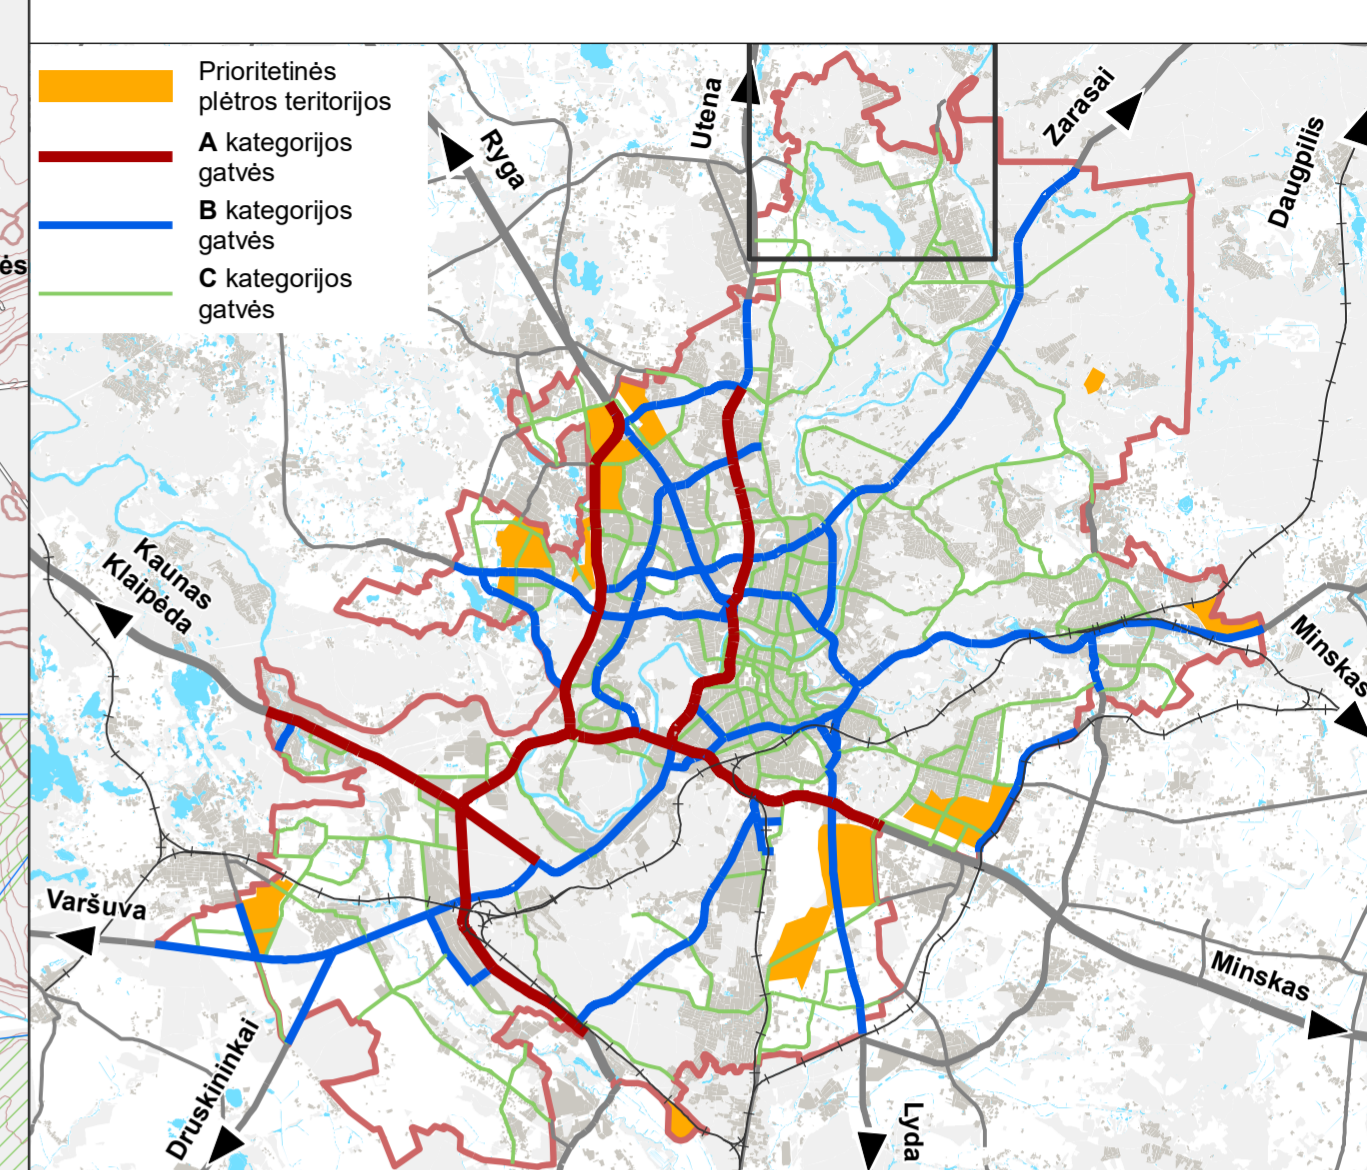 Prioritetinės
plėtros teritorijos
A kategorijos
gatvės
B kategorijos
gatvės
C kategorijos
gatvės
ės
Ryga
Utena
Zarasai
Daugpilis
Kaunas
Klaipėda
Minskas
Varšuva
Minskas
Druskininkai
Lyda